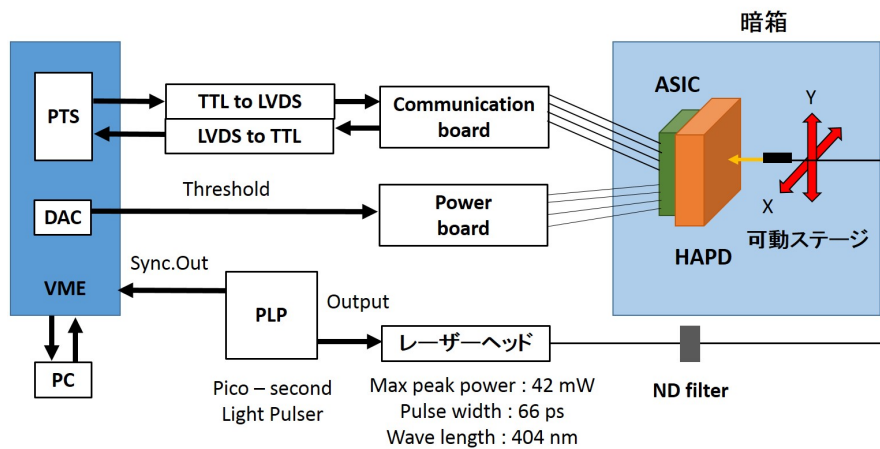 暗箱
PTS
TTL to LVDS
LVDS to TTL
Communication
board
ASIC
Y
X
可動ステージ
HAPD
DAC
Threshold
Power
board
VME
Sync.Out
PLP
Output
レーザーヘッド
PC
Pico – second
Light Pulser
Max peak power : 42 mW
Pulse width : 66 ps
Wave length : 404 nm
ND filter